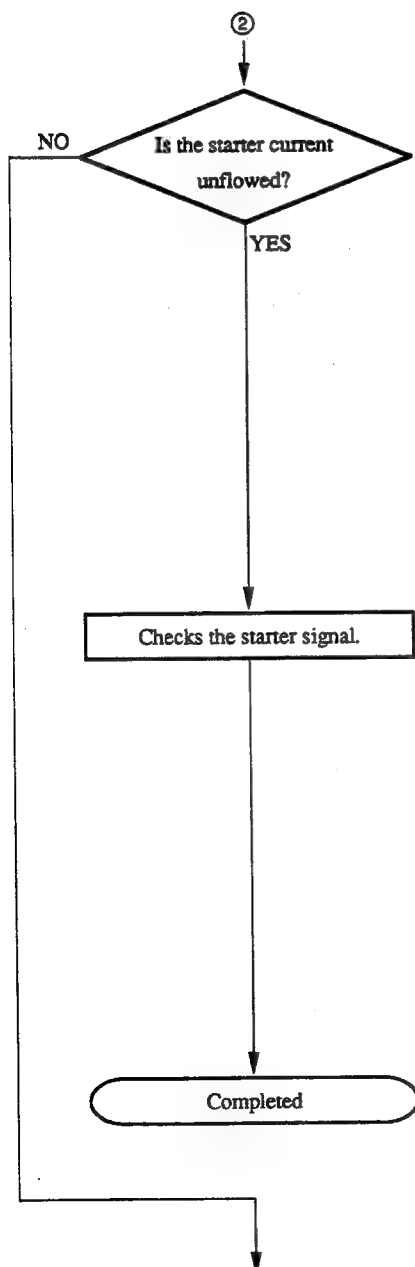 ②
Is the starter current
unflowed?
NO
YES
Checks the starter signal.
Completed